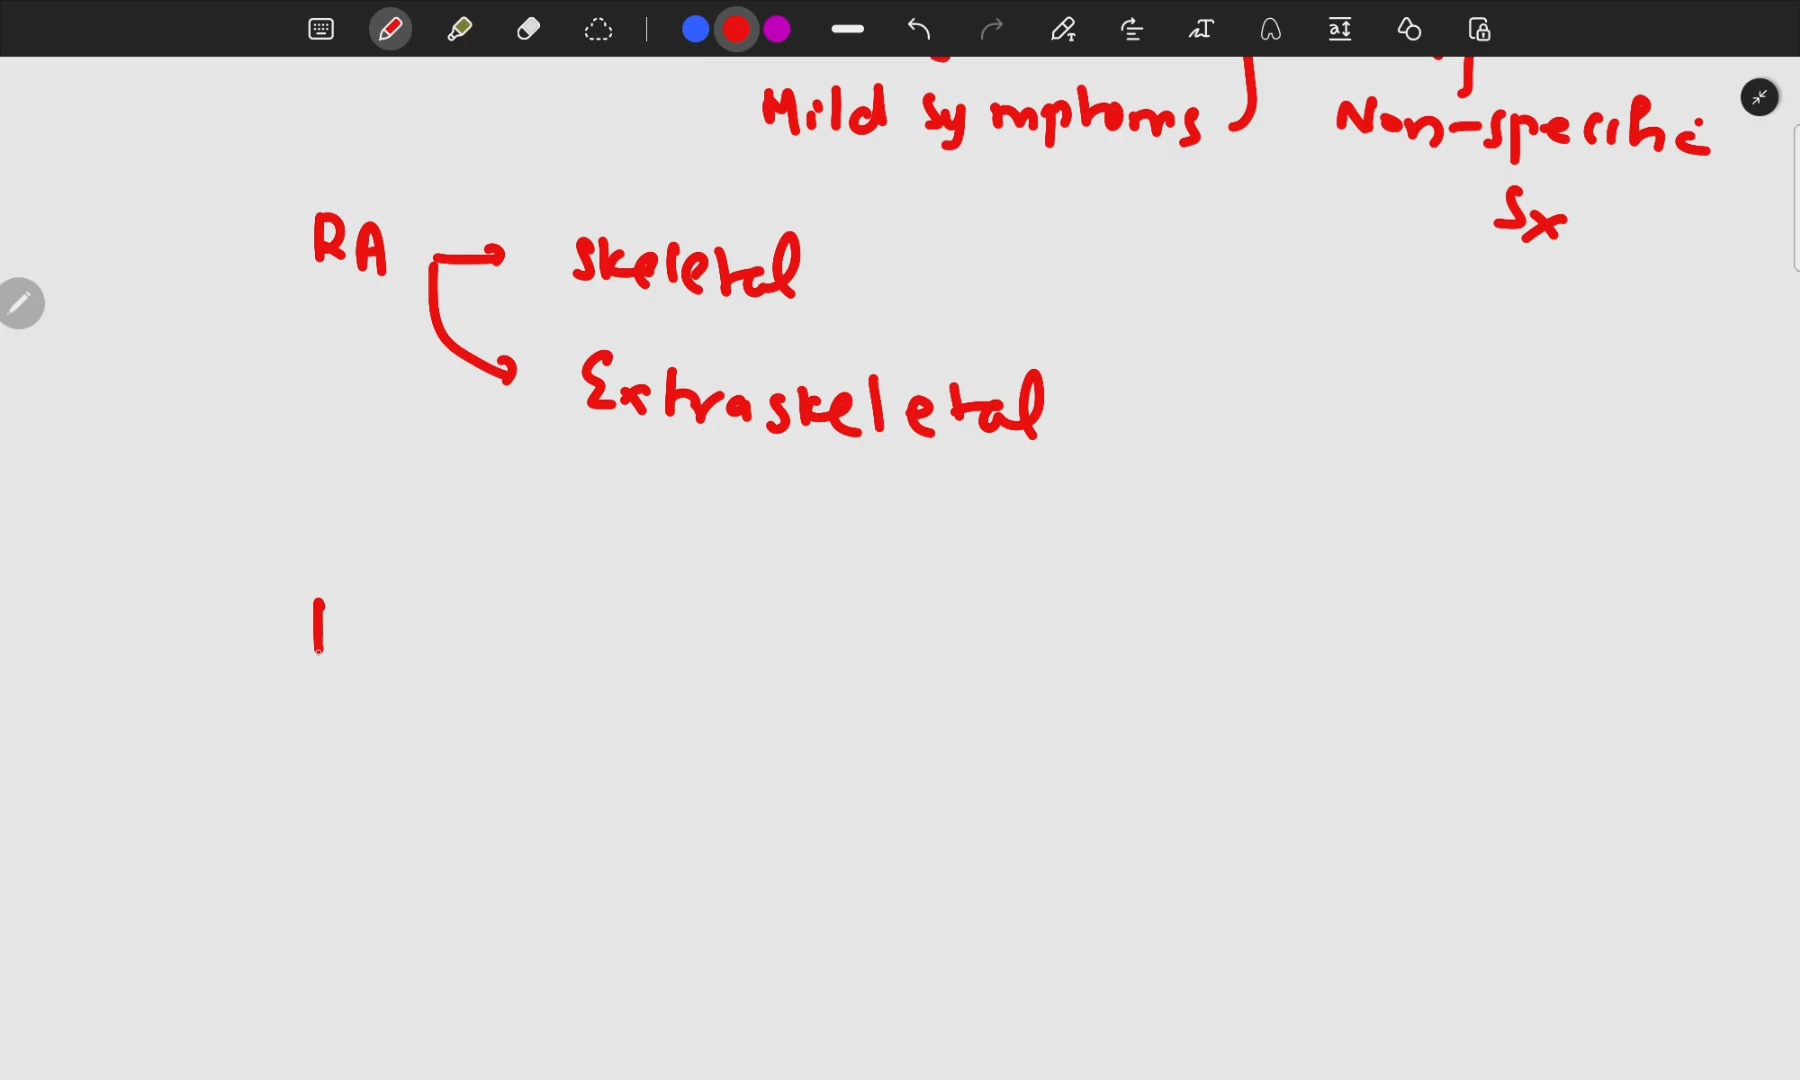 Mild symptoms
Non-specific
Sx
RA
Skeletal
Extraskeletal